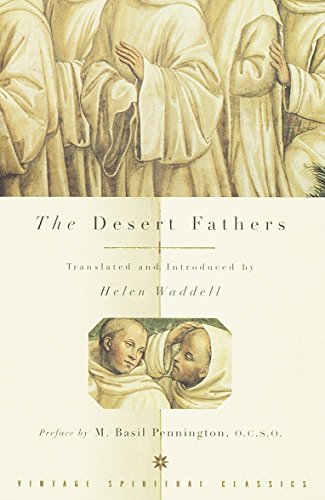 The Desert Fathers
Translated and Introduced by
Helen Waddell
Preface by M. Basil Pennington, O.C.S.O.
VINTAGE SPIRITUAL CLASSICS